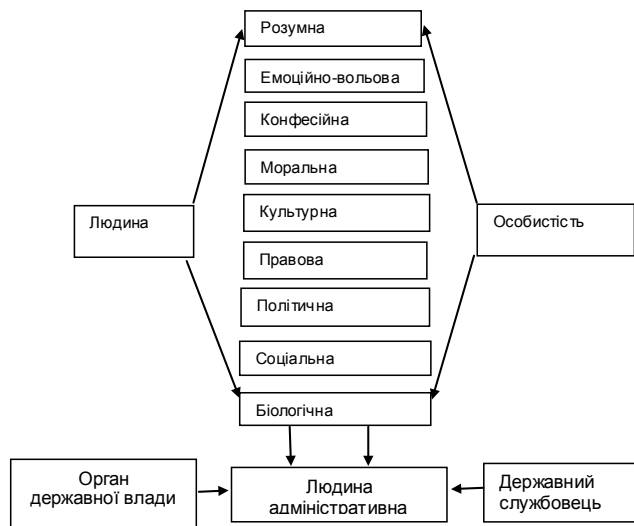 Розумна
Емоційно-вольова
Конфесійна
Моральна
Людина
Культурна
Особистість
Правова
Політична
Соціальна
Біологічна
Орган
державної влади
Людина
адміністративна
Державний
службовець